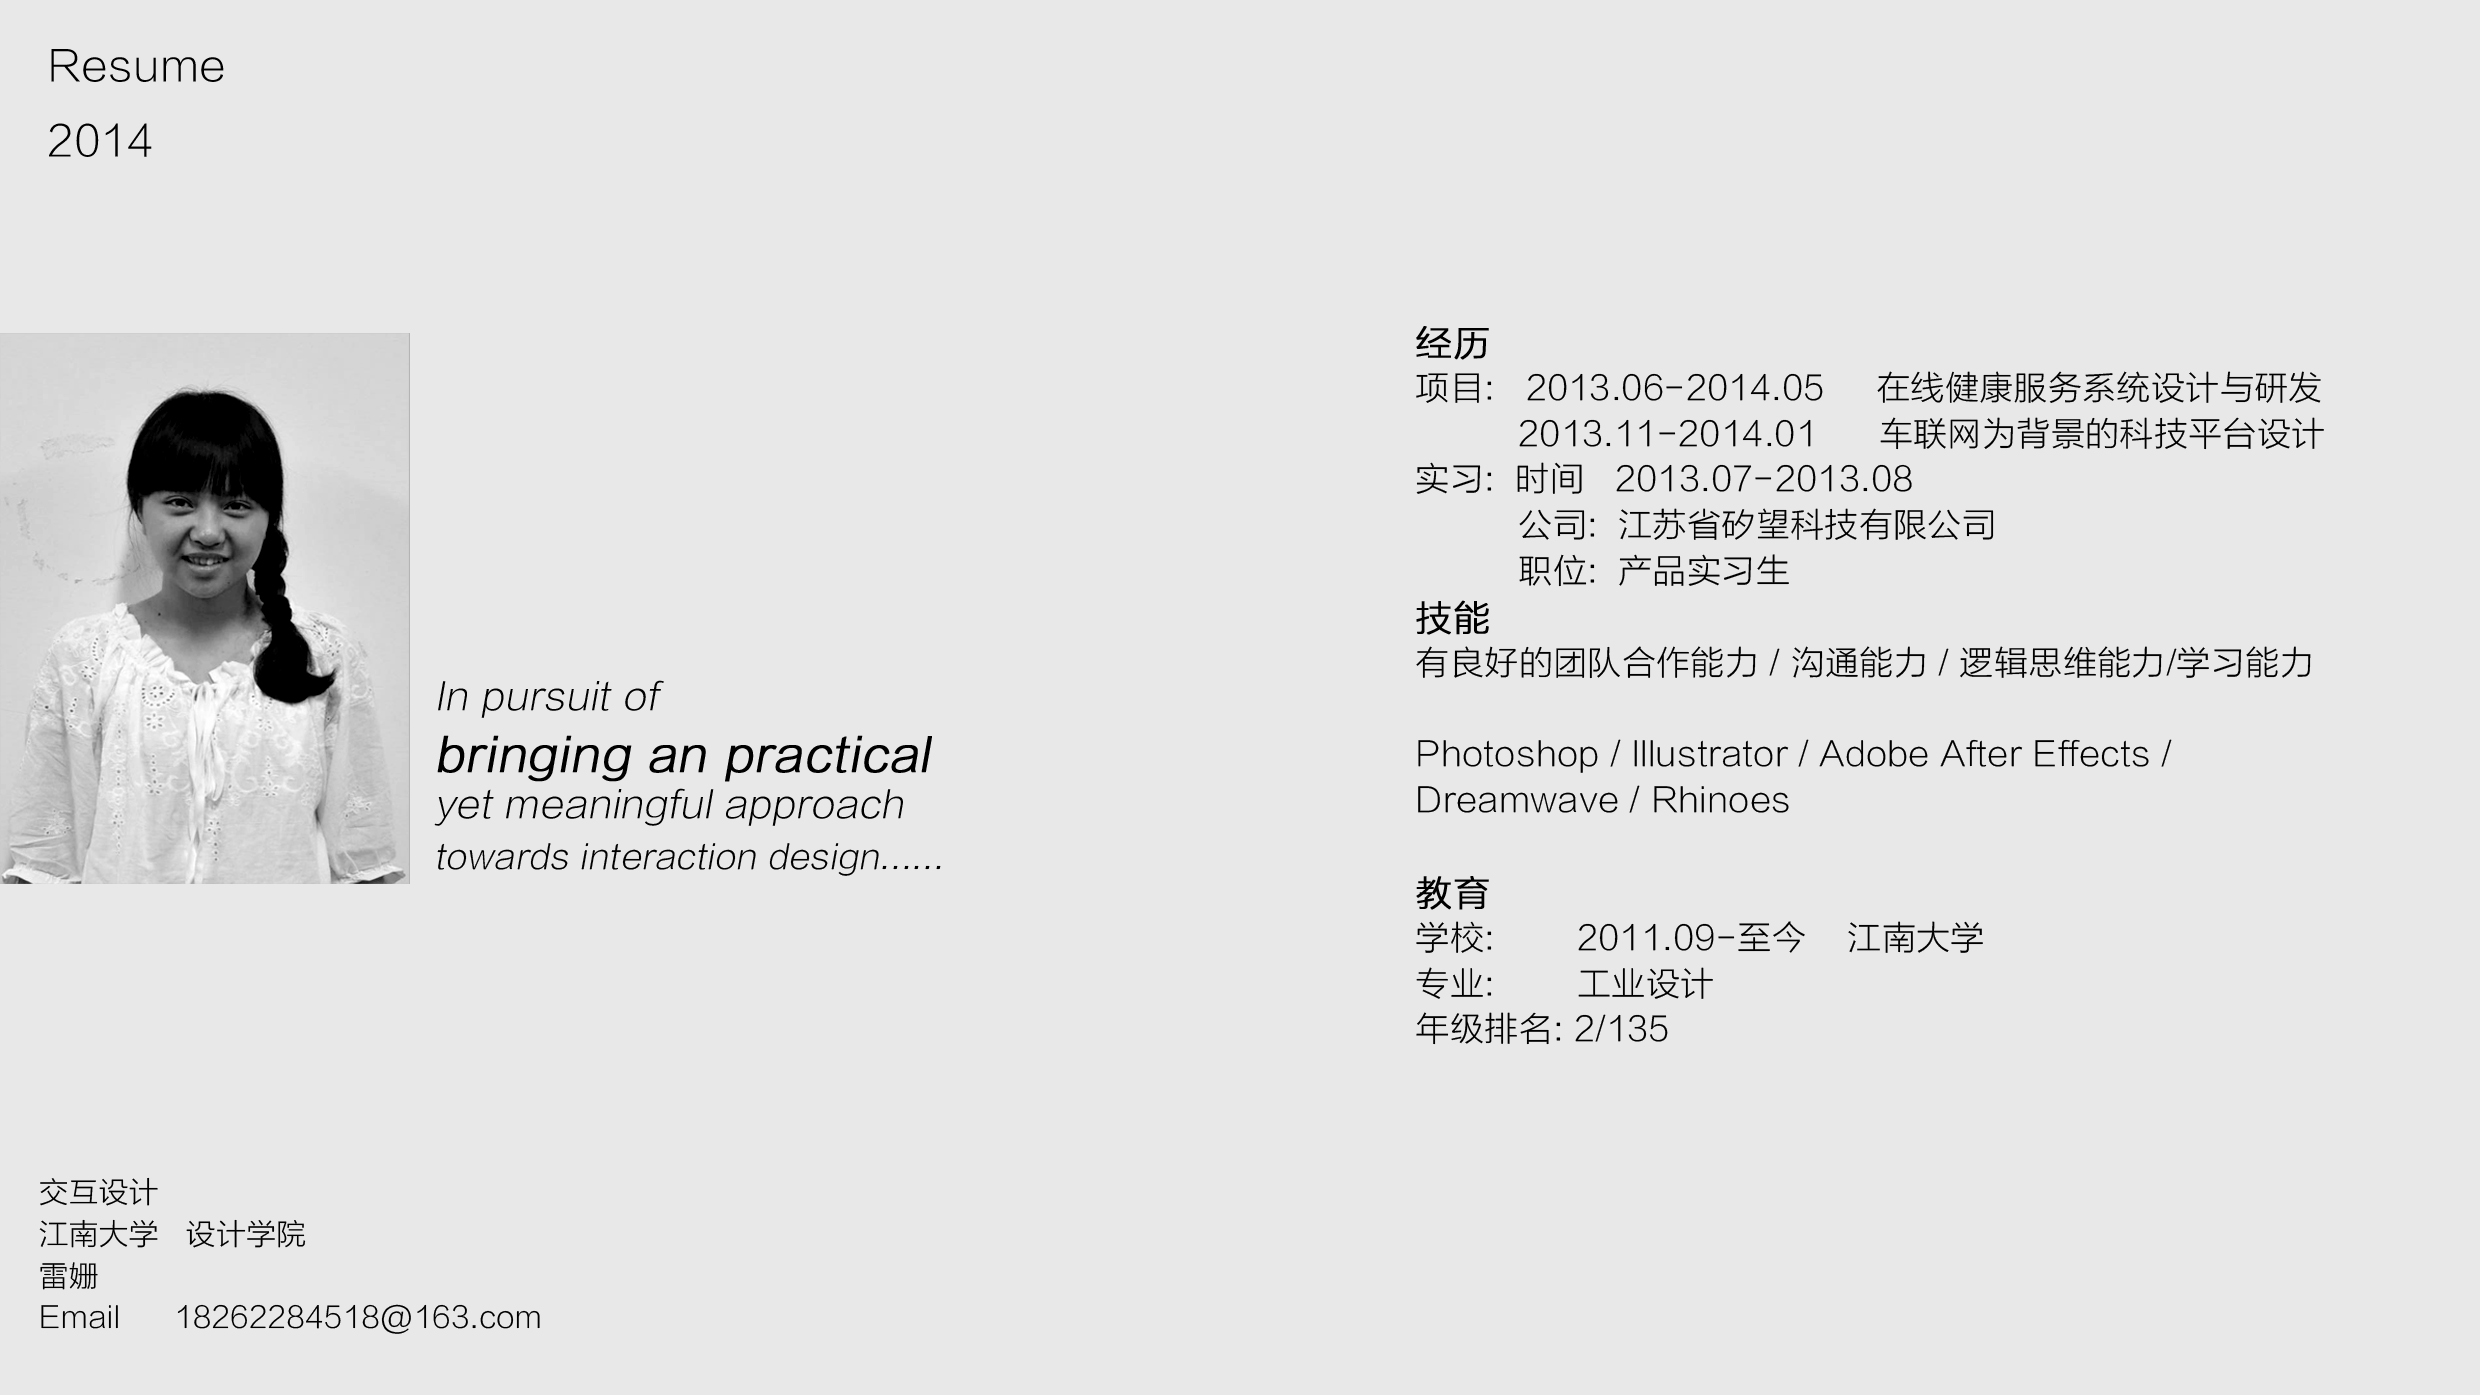 Resume
2014
In pursuit of
bringing an practical
yet meaningful approach
towards interaction design......
经历
项目: 2013.06-2014.05 在线健康服务系统设计与研发
2013.11-2014.01 车联网为背景的科技平台设计
实习: 时间 2013.07-2013.08
公司: 江苏省矽望科技有限公司
职位: 产品实习生
技能
有良好的团队合作能力 / 沟通能力 / 逻辑思维能力/学习能力
Photoshop / Illustrator / Adobe After Effects /
Dreamwave / Rhinoes
教育
学校: 2011.09-至今 江南大学
专业: 工业设计
年级排名: 2/135
交互设计
江南大学 设计学院
雷姗
Email 18262284518@163.com